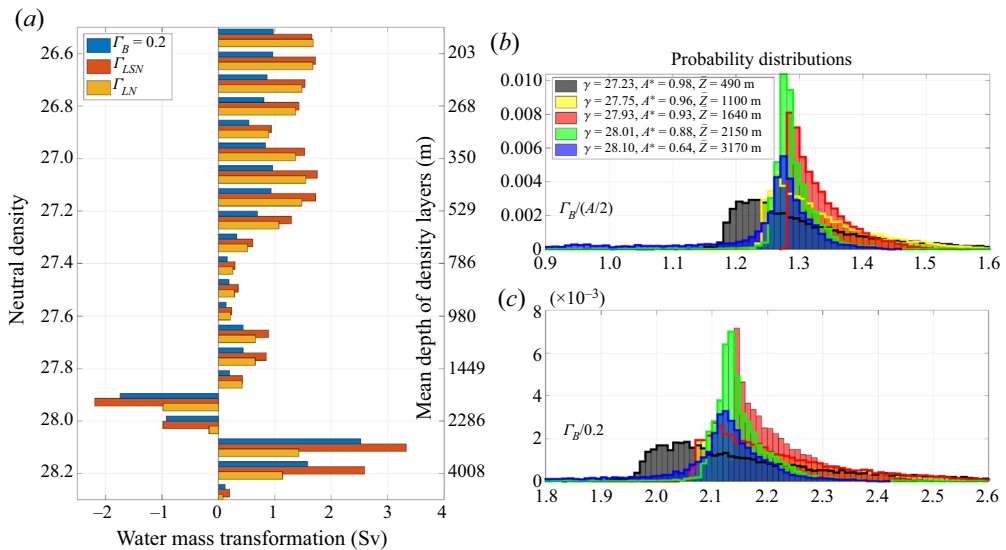 (a)
Γ_B = 0.2
Γ_LSN
Γ_LN
26.6
26.8
27.0
27.2
27.4
27.6
27.8
28.0
28.2
Neutral density
203
268
350
529
786
980
1449
2286
4008
Mean depth of density layers (m)
−2 −1 0 1 2 3 4
Water mass transformation (Sv)
(b)
Probability distributions
0.010
0.008
0.006
0.004
0.002
0
γ = 27.23, A* = 0.98, Z̄ = 490 m
γ = 27.75, A* = 0.96, Z̄ = 1100 m
γ = 27.93, A* = 0.93, Z̄ = 1640 m
γ = 28.01, A* = 0.88, Z̄ = 2150 m
γ = 28.10, A* = 0.64, Z̄ = 3170 m
Γ_B/(A/2)
0.9 1.0 1.1 1.2 1.3 1.4 1.5 1.6
(c)
(×10−3)
8
6
4
2
0
Γ_B/0.2
1.8 1.9 2.0 2.1 2.2 2.3 2.4 2.5 2.6